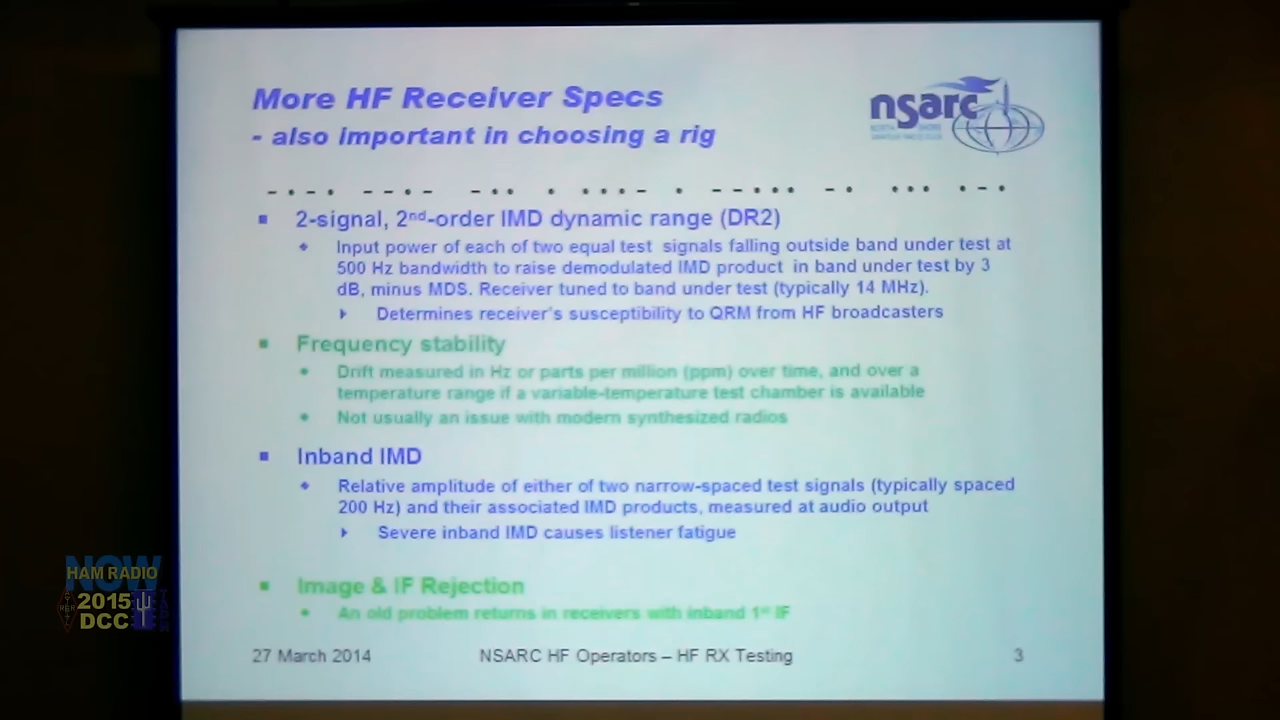 More HF Receiver Specs
- also important in choosing a rig
nsarc
– · – · – – – · – – · · · · · · – · – – · · · – · · · · · – ·
2-signal, 2nd-order IMD dynamic range (DR2)
Input power of each of two equal test signals falling outside band under test at
500 Hz bandwidth to raise demodulated IMD product in band under test by 3
dB, minus MDS. Receiver tuned to band under test (typically 14 MHz).
Determines receiver's susceptibility to QRM from HF broadcasters
Frequency stability
Drift measured in Hz or parts per million (ppm) over time, and over a
temperature range if a variable-temperature test chamber is available
Not usually an issue with modern synthesized radios
Inband IMD
Relative amplitude of either of two narrow-spaced test signals (typically spaced
200 Hz) and their associated IMD products, measured at audio output
Severe inband IMD causes listener fatigue
Image & IF Rejection
An old problem returns in receivers with inband 1st IF
27 March 2014
NSARC HF Operators – HF RX Testing
3
NOW
HAM RADIO
2015
DCC
TAPR